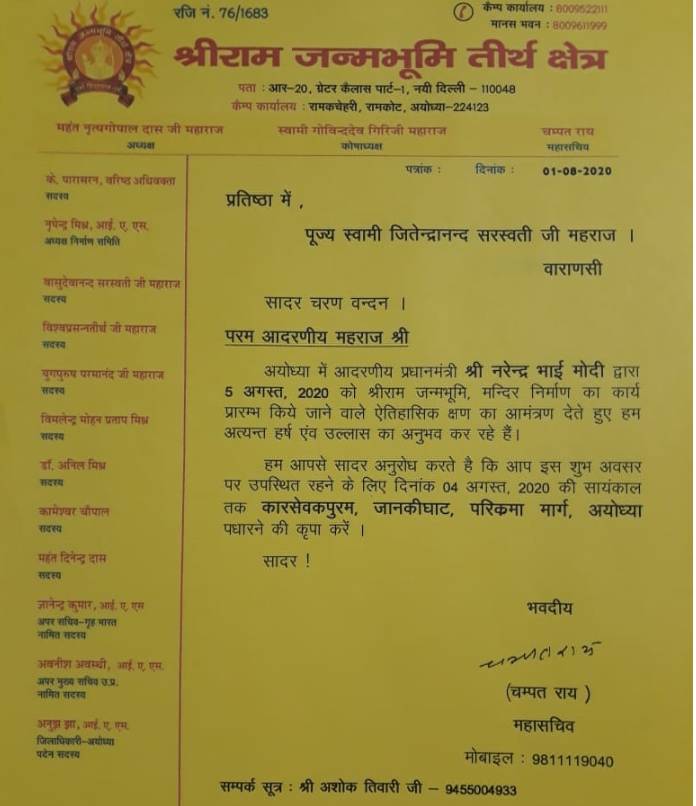 रजि नं. 76/1683
कैम्प कार्यालय : 8009522111
मानस भवन : 8009611999
श्रीराम जन्मभूमि तीर्थ क्षेत्र
पता : आर-20, ग्रेटर कैलास पार्ट-1, नयी दिल्ली - 110048
कैम्प कार्यालय : रामकचेहरी, रामकोट, अयोध्या-224123
महंत नृत्यगोपाल दास जी महाराज
अध्यक्ष
स्वामी गोविन्ददेव गिरिजी महाराज
कोषाध्यक्ष
चम्पत राय
महासचिव
के. पारासरन, वरिष्ठ अधिवक्ता
सदस्य
नृपेन्द्र मिश्र, आई. ए. एस.
अध्यक्ष निर्माण समिति
वासुदेवानन्द सरस्वती जी महाराज
सदस्य
विश्वप्रसन्नतीर्थ जी महाराज
सदस्य
युगपुरुष परमानंद जी महाराज
सदस्य
विमलेन्द्र मोहन प्रताप मिश्र
सदस्य
डॉ. अनिल मिश्र
सदस्य
कामेश्वर चौपाल
सदस्य
महंत दिनेन्द्र दास
सदस्य
ज्ञानेन्द्र कुमार, आई. ए. एस
अपर सचिव-गृह भारत
नामित सदस्य
अवनीश अवस्थी, आई. ए. एस.
अपर मुख्य सचिव उ.प्र.
नामित सदस्य
अनुज झा, आई. ए. एम.
जिलाधिकारी-अयोध्या
पदेन सदस्य
पत्रांक : दिनांक : 01-08-2020
प्रतिष्ठा में ,
पूज्य स्वामी जितेन्द्रानन्द सरस्वती जी महराज ।
वाराणसी
सादर चरण वन्दन ।
परम आदरणीय महराज श्री
अयोध्या में आदरणीय प्रधानमंत्री श्री नरेन्द्र भाई मोदी द्वारा
5 अगस्त, 2020 को श्रीराम जन्मभूमि, मन्दिर निर्माण का कार्य
प्रारम्भ किये जाने वाले ऐतिहासिक क्षण का आमंत्रण देते हुए हम
अत्यन्त हर्ष एंव उल्लास का अनुभव कर रहे हैं।
हम आपसे सादर अनुरोध करते है कि आप इस शुभ अवसर
पर उपस्थित रहने के लिए दिनांक 04 अगस्त, 2020 की सायंकाल
तक कारसेवकपुरम, जानकीघाट, परिक्रमा मार्ग, अयोध्या
पधारने की कृपा करें ।
सादर !
भवदीय
चम्पतराय
(चम्पत राय )
महासचिव
मोबाइल : 9811119040
सम्पर्क सूत्र : श्री अशोक तिवारी जी - 9455004933